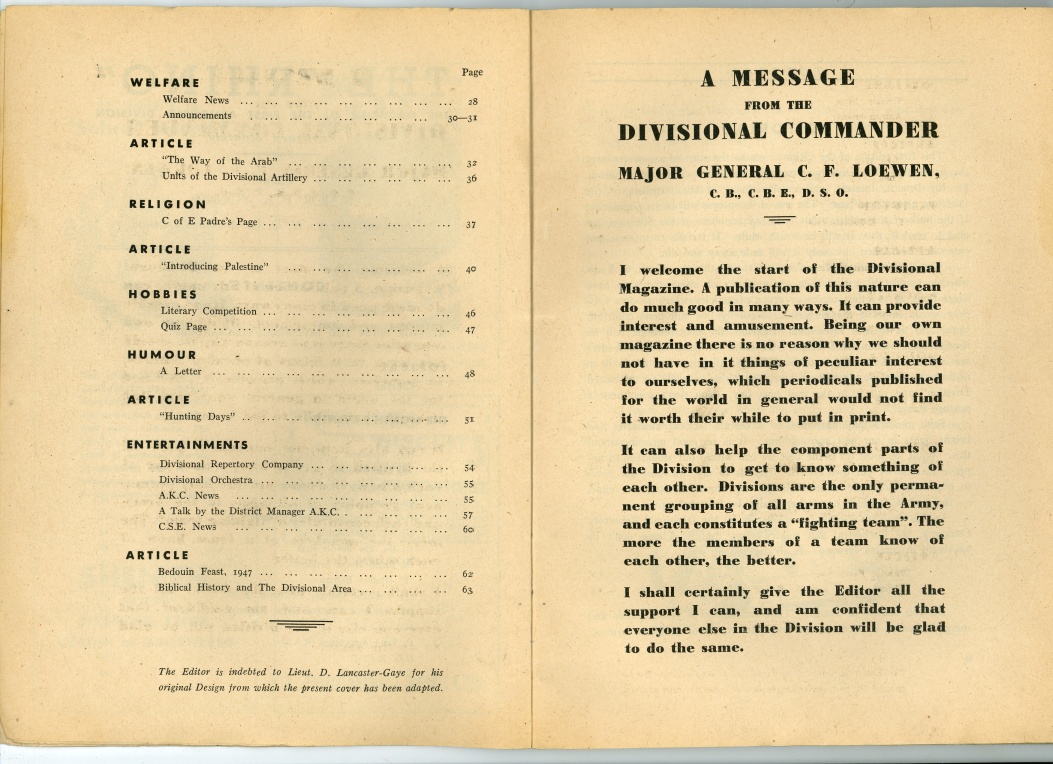 Page
WELFARE
Welfare News ... ... ... ... ... ... ... ... ... 28
Announcements ... ... ... ... ... ... ... ... 30—31
ARTICLE
"The Way of the Arab" ... ... ... ... ... ... ... 32
Units of the Divisional Artillery ... ... ... ... ... ... 36
RELIGION
C of E Padre's Page ... ... ... ... ... ... ... ... 37
ARTICLE
"Introducing Palestine" ... ... ... ... ... ... ... 40
HOBBIES
Literary Competition ... ... ... ... ... ... ... ... 46
Quiz Page ... ... ... ... ... ... ... ... ... ... 47
HUMOUR
A Letter ... ... ... ... ... ... ... ... ... ... 48
ARTICLE
"Hunting Days" .. ... ... ... ... ... ... ... ... 51
ENTERTAINMENTS
Divisional Repertory Company ... ... ... ... ... ... 54
Divisional Orchestra ... ... ... ... ... ... ... ... 55
A.K.C. News ... ... ... ... ... ... ... ... ... 55
A Talk by the District Manager A.K.C. . ... ... ... ... 57
C.S.E. News ... ... ... ... ... ... ... ... ... 60
ARTICLE
Bedouin Feast, 1947 ... ... ... ... ... ... ... ... 62
Biblical History and The Divisional Area ... ... ... ... 63
The Editor is indebted to Lieut. D. Lancaster-Gaye for his
original Design from which the present cover has been adapted.
A MESSAGE
FROM THE
DIVISIONAL COMMANDER
MAJOR GENERAL C. F. LOEWEN,
C. B., C. B. E., D. S. O.
I welcome the start of the Divisional
Magazine. A publication of this nature can
do much good in many ways. It can provide
interest and amusement. Being our own
magazine there is no reason why we should
not have in it things of peculiar interest
to ourselves, which periodicals published
for the world in general would not find
it worth their while to put in print.
It can also help the component parts of
the Division to get to know something of
each other. Divisions are the only perma-
nent grouping of all arms in the Army,
and each constitutes a "fighting team". The
more the members of a team know of
each other, the better.
I shall certainly give the Editor all the
support I can, and am confident that
everyone else in the Division will be glad
to do the same.